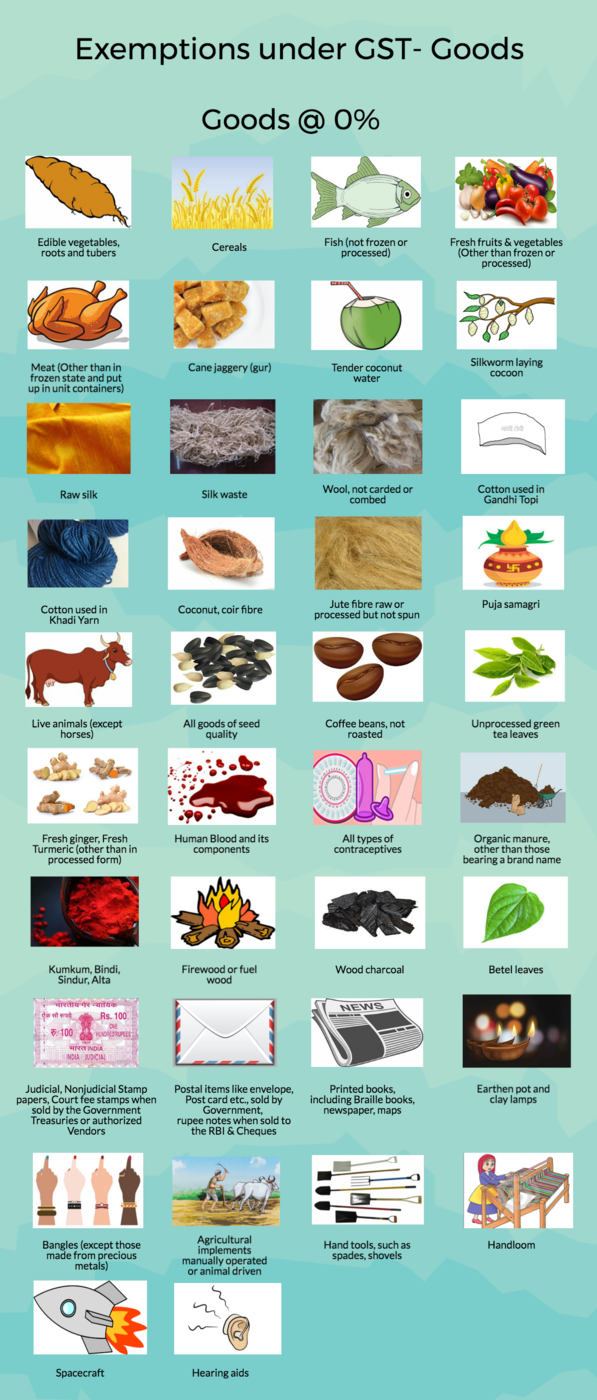 Exemptions under GST- Goods
Goods @ 0%
Edible vegetables,
roots and tubers
Cereals
Fish (not frozen or
processed)
Fresh fruits & vegetables
(Other than frozen or
processed)
Meat (Other than in
frozen state and put
up in unit containers)
Cane jaggery (gur)
Tender coconut
water
Silkworm laying
cocoon
Raw silk
Silk waste
Wool, not carded or
combed
Cotton used in
Gandhi Topi
Cotton used in
Khadi Yarn
Coconut, coir fibre
Jute fibre raw or
processed but not spun
Puja samagri
Live animals (except
horses)
All goods of seed
quality
Coffee beans, not
roasted
Unprocessed green
tea leaves
Fresh ginger, Fresh
Turmeric (other than in
processed form)
Human Blood and its
components
All types of
contraceptives
Organic manure,
other than those
bearing a brand name
Kumkum, Bindi,
Sindur, Alta
Firewood or fuel
wood
Wood charcoal
Betel leaves
Rs. 100
रु. 100
ONE
HUNDRED RUPEES
भारत INDIA
INDIA JUDICIAL
NEWS
Judicial, Nonjudicial Stamp
papers, Court fee stamps when
sold by the Government
Treasuries or authorized
Vendors
Postal items like envelope,
Post card etc., sold by
Government,
rupee notes when sold to
the RBI & Cheques
Printed books,
including Braille books,
newspaper, maps
Earthen pot and
clay lamps
Bangles (except those
made from precious
metals)
Agricultural
implements
manually operated
or animal driven
Hand tools, such as
spades, shovels
Handloom
Spacecraft
Hearing aids